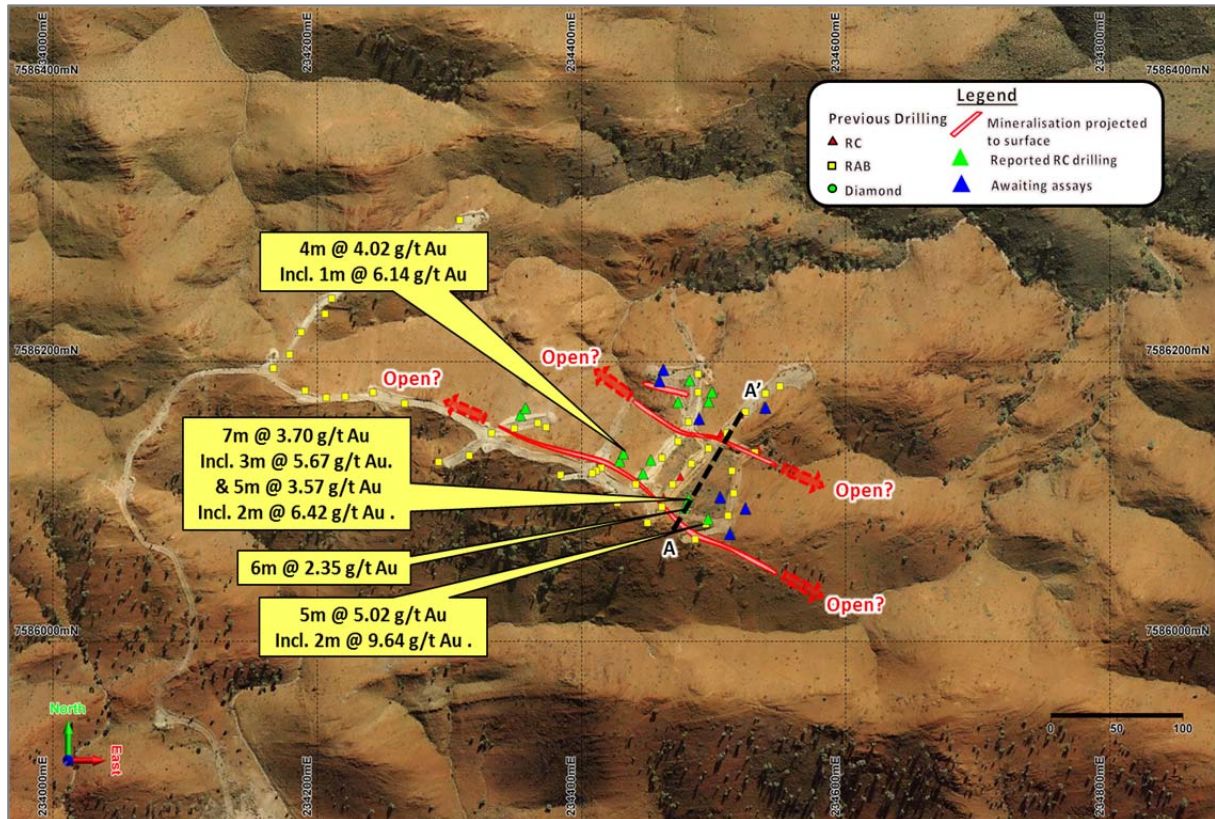 234000mE
234200mE
234400mE
234600mE
234800mE
7586400mN
7586400mN
Legend
Previous Drilling
RC
RAB
Diamond
Mineralisation projected
to surface
Reported RC drilling
Awaiting assays
4m @ 4.02 g/t Au
Incl. 1m @ 6.14 g/t Au
7586200mN
7586200mN
Open?
Open?
A'
7m @ 3.70 g/t Au
Incl. 3m @ 5.67 g/t Au.
& 5m @ 3.57 g/t Au
Incl. 2m @ 6.42 g/t Au .
Open?
A
6m @ 2.35 g/t Au
Open?
5m @ 5.02 g/t Au
Incl. 2m @ 9.64 g/t Au .
7586000mN
7586000mN
North
East
0 50 100
234000mE
234200mE
234400mE
234600mE
234800mE